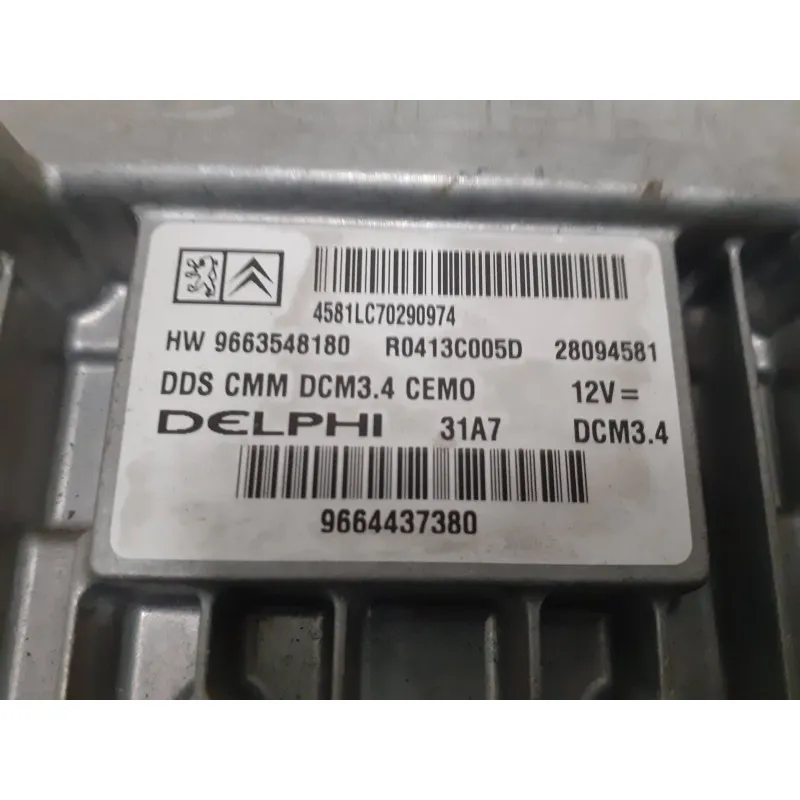 4581LC70290974
HW 9663548180 R0413C005D 28094581
DDS CMM DCM3.4 CEMO 12V=
DELPHI 31A7 DCM3.4
9664437380